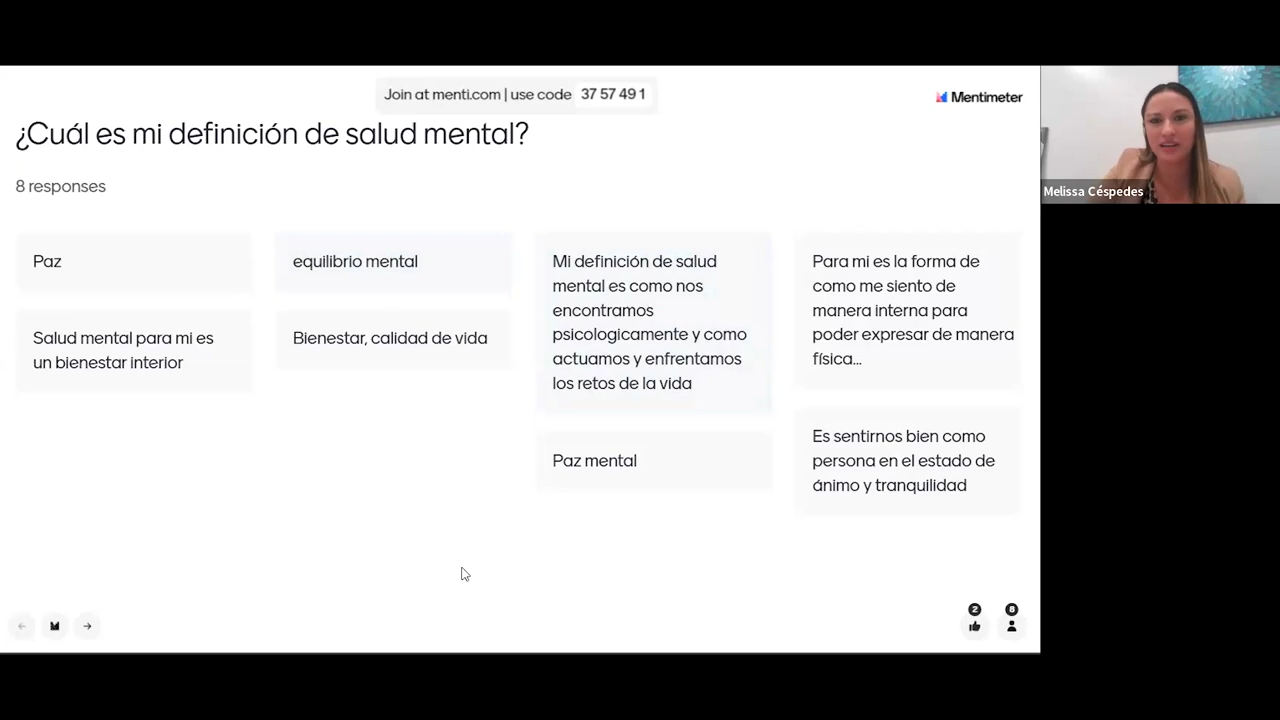 Join at menti.com | use code 37 57 49 1
Mentimeter
¿Cuál es mi definición de salud mental?
8 responses
Paz
Salud mental para mi es
un bienestar interior
equilibrio mental
Bienestar, calidad de vida
Mi definición de salud
mental es como nos
encontramos
psicologicamente y como
actuamos y enfrentamos
los retos de la vida
Paz mental
Para mi es la forma de
como me siento de
manera interna para
poder expresar de manera
física...
Es sentirnos bien como
persona en el estado de
ánimo y tranquilidad
Melissa Céspedes
2
8